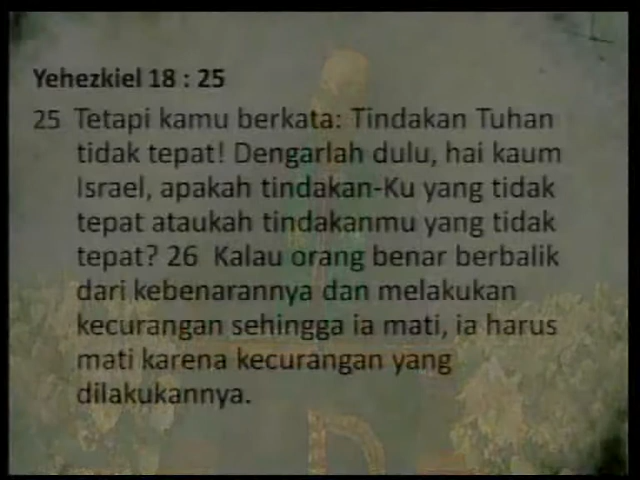 Yehezkiel 18 : 25
25 Tetapi kamu berkata: Tindakan Tuhan
tidak tepat! Dengarlah dulu, hai kaum
Israel, apakah tindakan-Ku yang tidak
tepat ataukah tindakanmu yang tidak
tepat? 26 Kalau orang benar berbalik
dari kebenarannya dan melakukan
kecurangan sehingga ia mati, ia harus
mati karena kecurangan yang
dilakukannya.